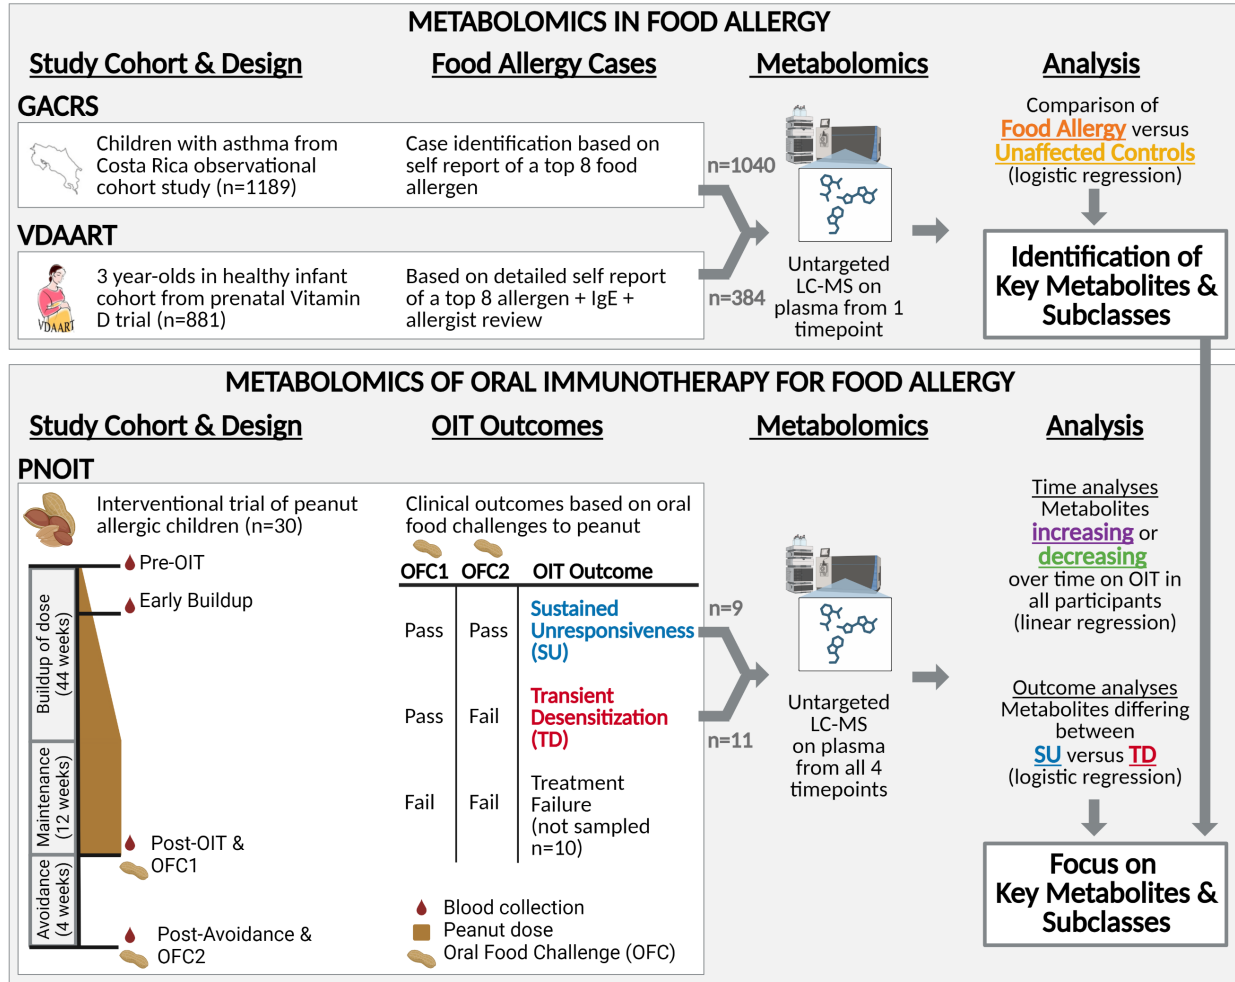 METABOLOMICS IN FOOD ALLERGY
Study Cohort & Design
Food Allergy Cases
Metabolomics
Analysis
GACRS
Children with asthma from
Costa Rica observational
cohort study (n=1189)
Case identification based on
self report of a top 8 food
allergen
n=1040
VDAART
VDAART
3 year-olds in healthy infant
cohort from prenatal Vitamin
D trial (n=881)
Based on detailed self report
of a top 8 allergen + IgE +
allergist review
n=384
Untargeted
LC-MS on
plasma from 1
timepoint
Comparison of
Food Allergy versus
Unaffected Controls
(logistic regression)
Identification of
Key Metabolites &
Subclasses
METABOLOMICS OF ORAL IMMUNOTHERAPY FOR FOOD ALLERGY
Study Cohort & Design
OIT Outcomes
Metabolomics
Analysis
PNOIT
Interventional trial of peanut
allergic children (n=30)
Pre-OIT
Early Buildup
Buildup of dose
(44 weeks)
Maintenance
(12 weeks)
Avoidance
(4 weeks)
Post-OIT &
OFC1
Post-Avoidance &
OFC2
Clinical outcomes based on oral
food challenges to peanut
OFC1 OFC2 OIT Outcome
Pass Pass Sustained
Unresponsiveness
(SU)
Pass Fail Transient
Desensitization
(TD)
Fail Fail Treatment
Failure
(not sampled
n=10)
Blood collection
Peanut dose
Oral Food Challenge (OFC)
n=9
n=11
Untargeted
LC-MS
on plasma
from all 4
timepoints
Time analyses
Metabolites
increasing or
decreasing
over time on OIT in
all participants
(linear regression)
Outcome analyses
Metabolites differing
between
SU versus TD
(logistic regression)
Focus on
Key Metabolites &
Subclasses